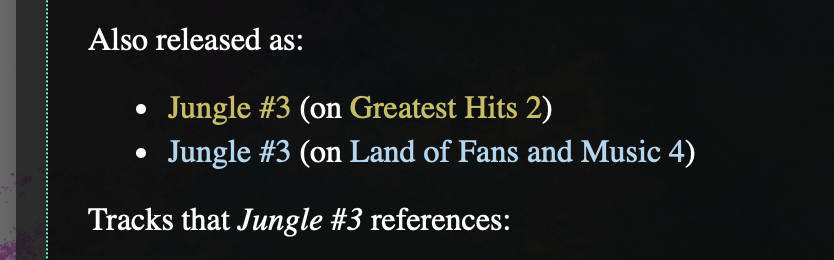 Also released as:
• Jungle #3 (on Greatest Hits 2)
• Jungle #3 (on Land of Fans and Music 4)
Tracks that Jungle #3 references: